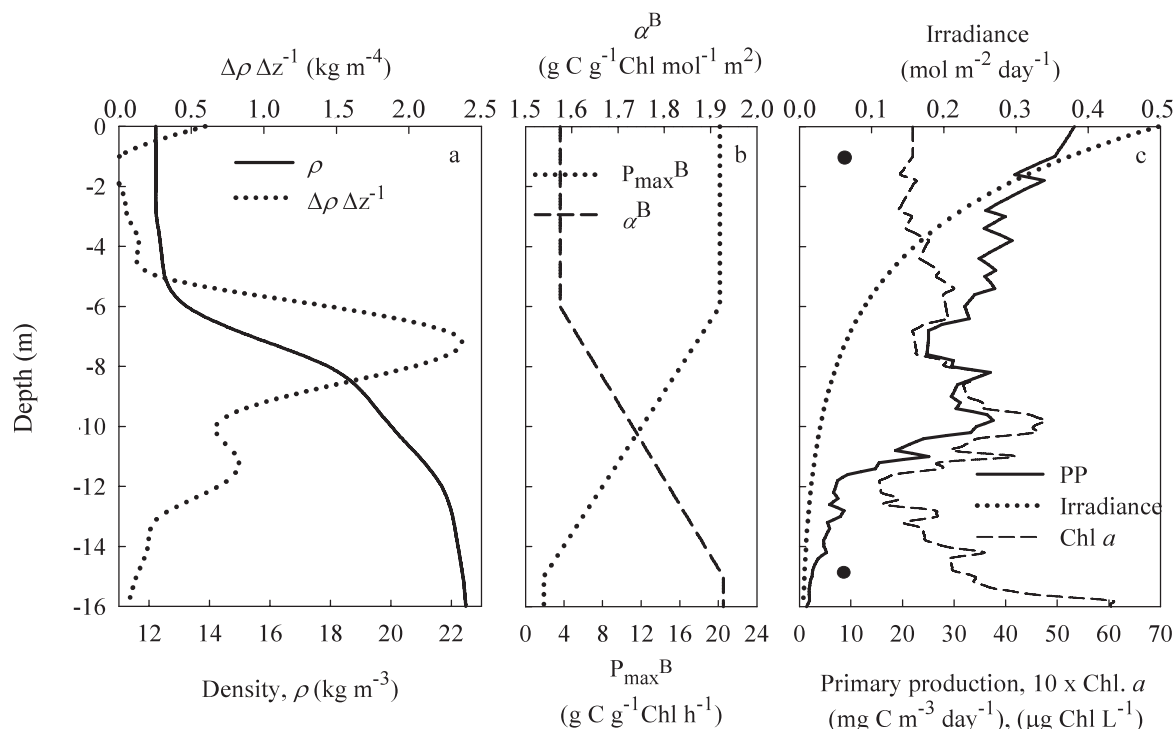 Δρ Δz⁻¹ (kg m⁻⁴)
0.0 0.5 1.0 1.5 2.0 2.5
α^B
(g C g⁻¹Chl mol⁻¹ m²)
1.5 1.6 1.7 1.8 1.9 2.0
Irradiance
(mol m⁻² day⁻¹)
0.0 0.1 0.2 0.3 0.4 0.5
Depth (m)
0
-2
-4
-6
-8
-10
-12
-14
-16
a
ρ
Δρ Δz⁻¹
12 14 16 18 20 22
Density, ρ (kg m⁻³)
b
P_max^B
α^B
0 4 8 12 16 20 24
P_max^B
(g C g⁻¹Chl h⁻¹)
c
PP
Irradiance
Chl a
0 10 20 30 40 50 60 70
Primary production, 10 x Chl. a
(mg C m⁻³ day⁻¹), (μg Chl L⁻¹)